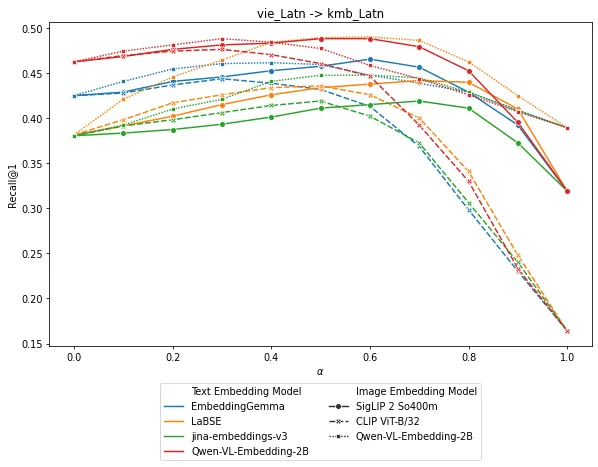 vie_Latn -> kmb_Latn
Recall@1
0.50
0.45
0.40
0.35
0.30
0.25
0.20
0.15
0.0 0.2 0.4 0.6 0.8 1.0
α
Text Embedding Model
EmbeddingGemma
LaBSE
jina-embeddings-v3
Qwen-VL-Embedding-2B
Image Embedding Model
SigLIP 2 So400m
CLIP ViT-B/32
Qwen-VL-Embedding-2B